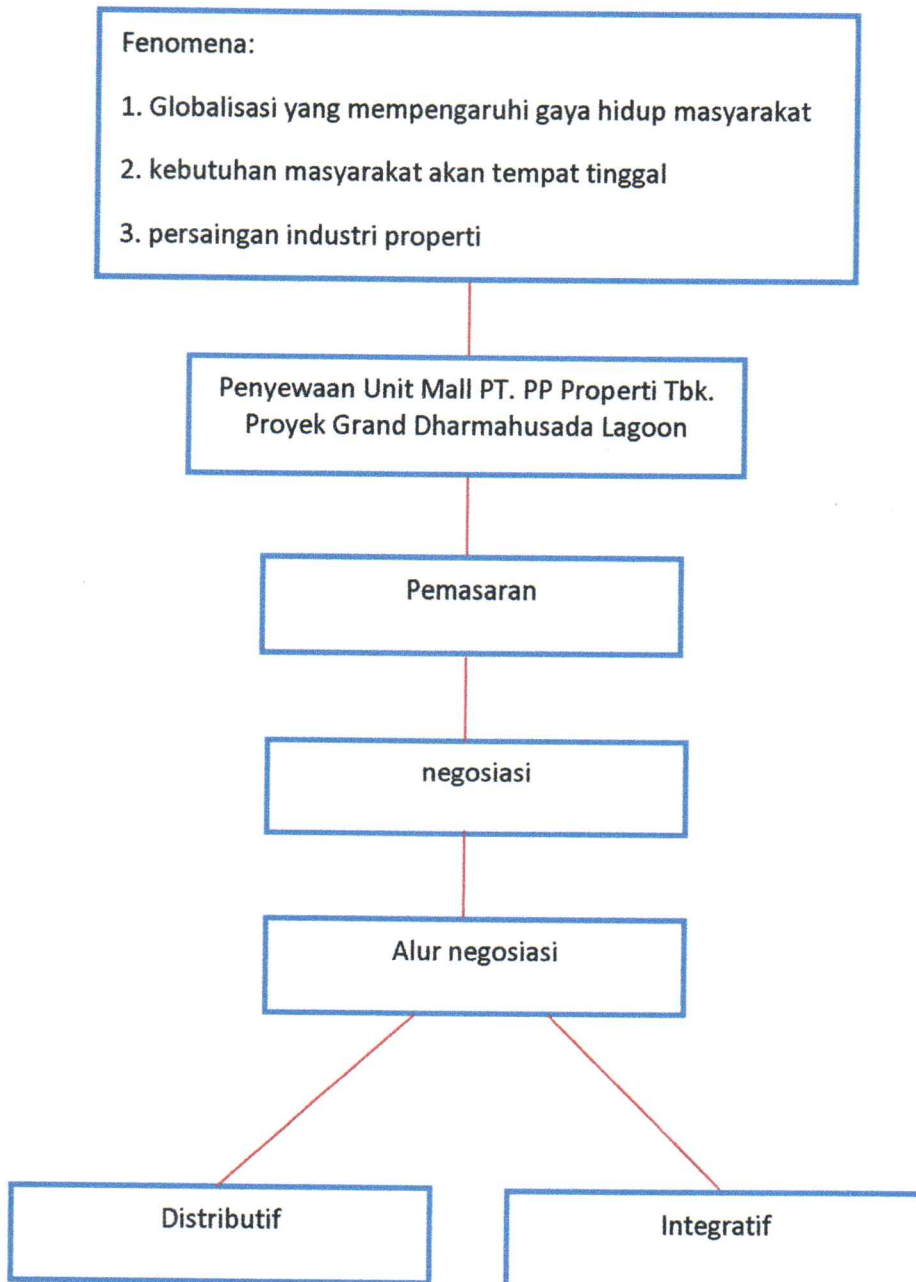 Fenomena:
1. Globalisasi yang mempengaruhi gaya hidup masyarakat
2. kebutuhan masyarakat akan tempat tinggal
3. persaingan industri properti
Penyewaan Unit Mall PT. PP Properti Tbk.
Proyek Grand Dharmahusada Lagoon
Pemasaran
negosiasi
Alur negosiasi
Distributif
Integratif